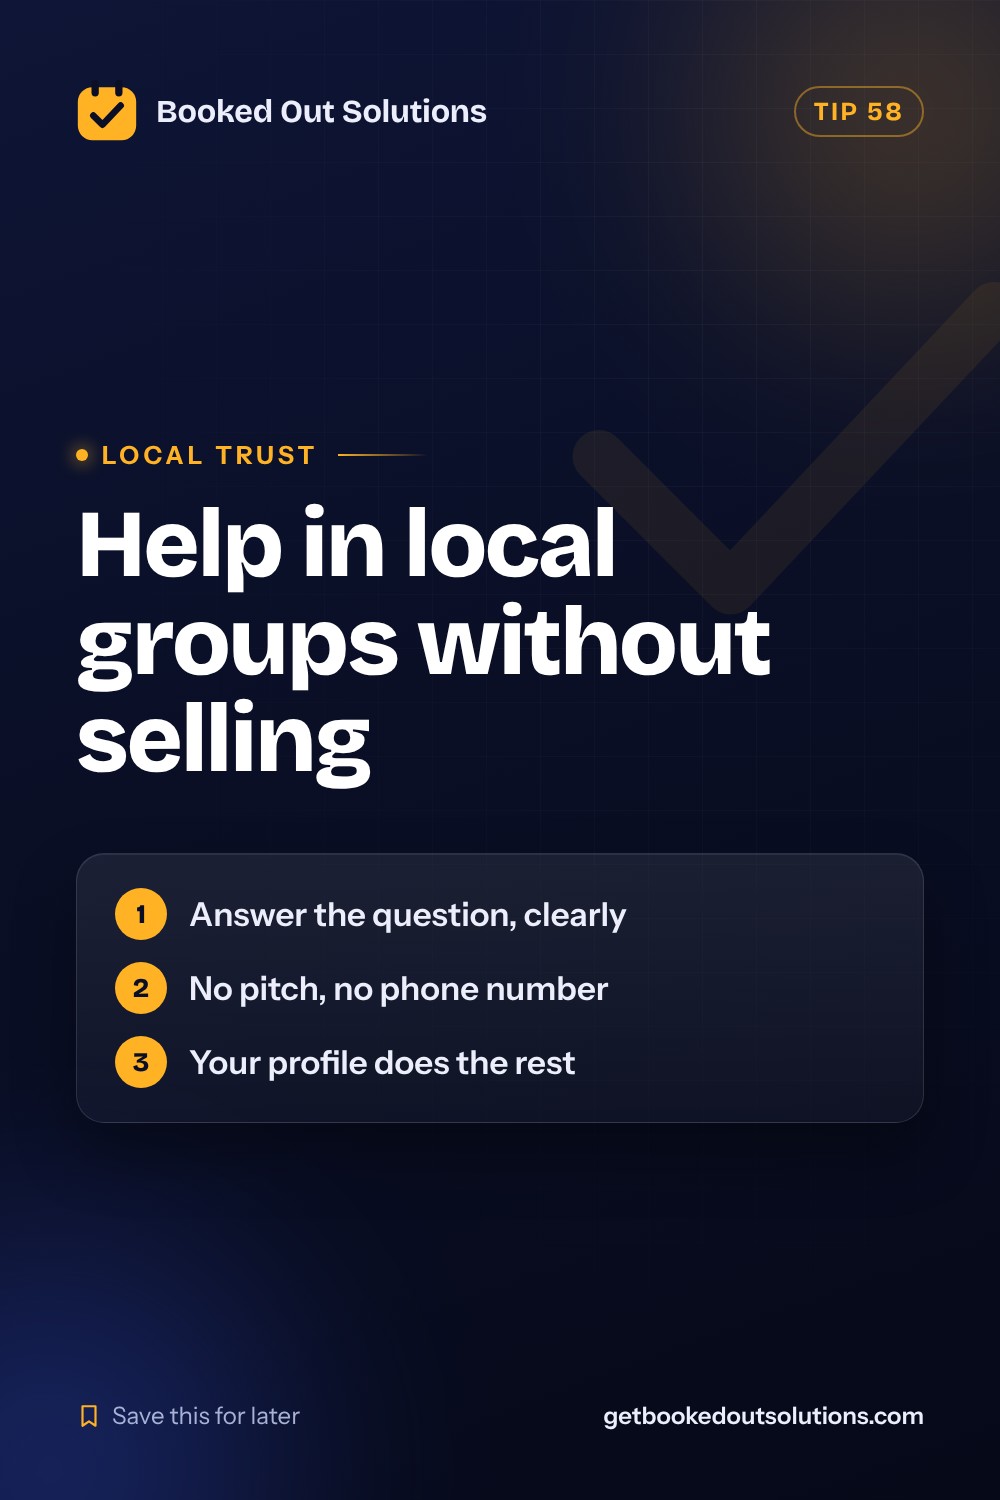 Booked Out Solutions
TIP 58
LOCAL TRUST
Help in local
groups without
selling
1 Answer the question, clearly
2 No pitch, no phone number
3 Your profile does the rest
Save this for later
getbookedoutsolutions.com